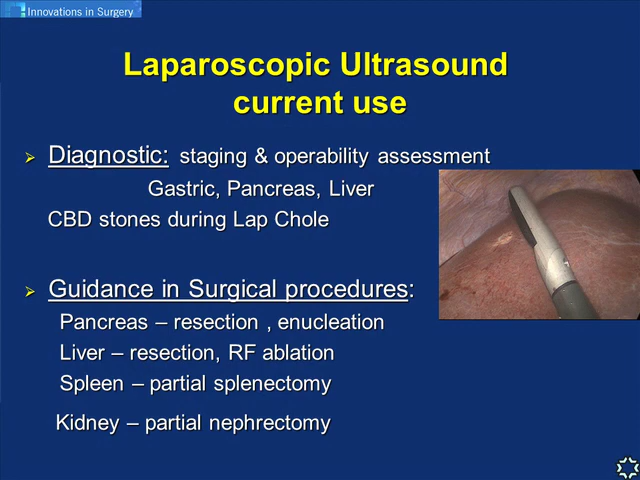 Innovations in Surgery
Laparoscopic Ultrasound
current use
Diagnostic: staging & operability assessment
Gastric, Pancreas, Liver
CBD stones during Lap Chole
Guidance in Surgical procedures:
Pancreas – resection , enucleation
Liver – resection, RF ablation
Spleen – partial splenectomy
Kidney – partial nephrectomy